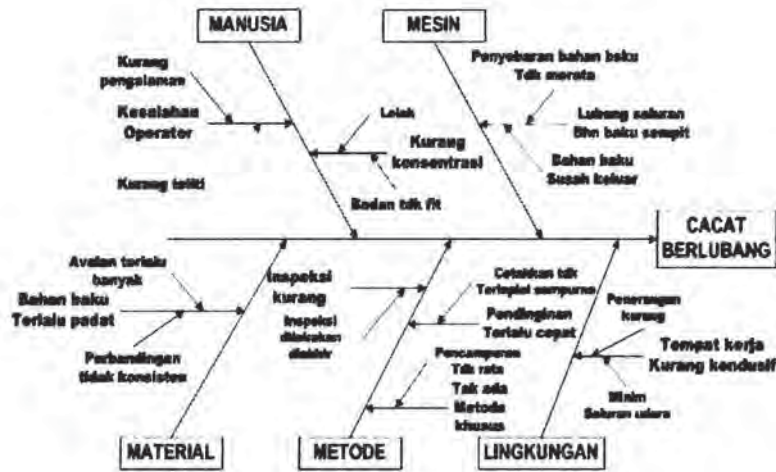 MANUSIA
MESIN
Kurang
pengalaman
Kesalahan
Operator
Kurang teliti
Lelah
Kurang
konsentrasi
Badan tdk fit
Penyebaran bahan baku
Tdk merata
Lubang saluran
Bhn baku sempit
Bahan baku
Susah keluar
CACAT
BERLUBANG
Avalan terlalu
banyak
Bahan baku
Terlalu padat
Perbandingan
tidak konsisten
Inspeksi
kurang
Inspeksi
dilakukan
diakhir
Cetakkan tdk
sempurna
Pendinginan
Terlalu cepat
Pencampuran
Tdk rata
Tak ada
Metode
khusus
Penerangan
kurang
Tempat kerja
Kurang kondusif
Minim
Saluran udara
MATERIAL
METODE
LINGKUNGAN